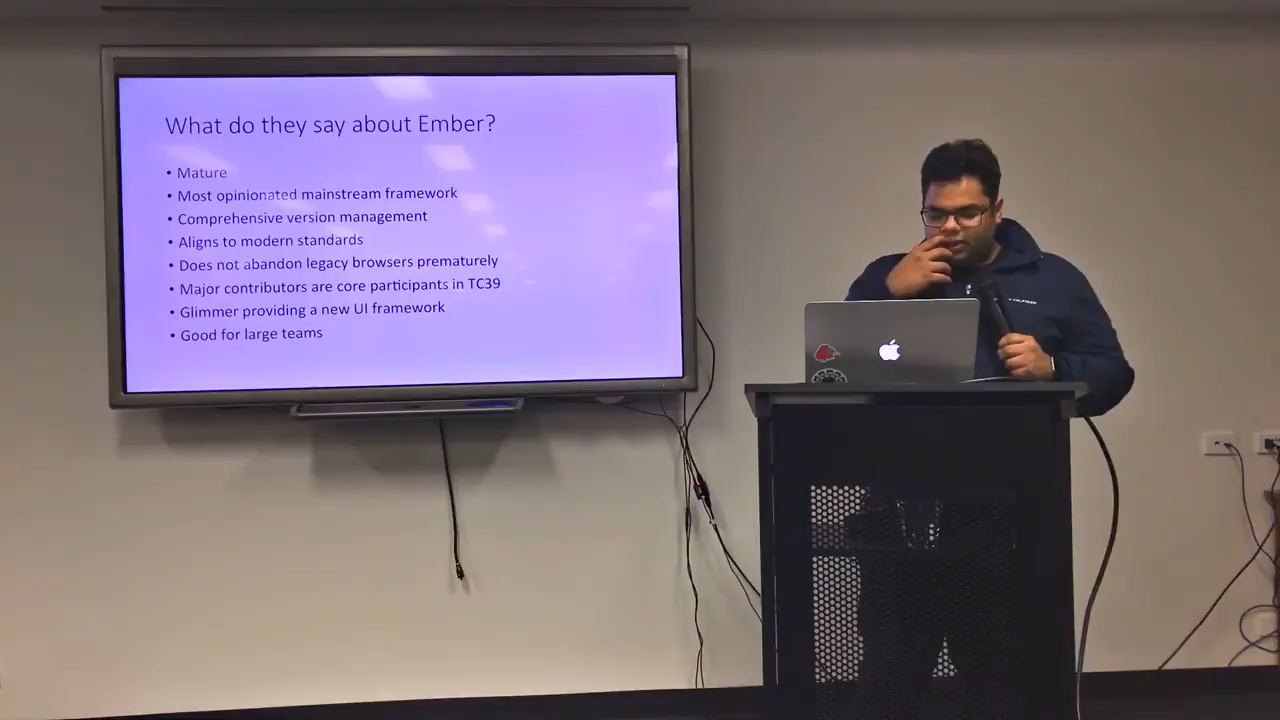 What do they say about Ember?
• Mature
• Most opinionated mainstream framework
• Comprehensive version management
• Aligns to modern standards
• Does not abandon legacy browsers prematurely
• Major contributors are core participants in TC39
• Glimmer providing a new UI framework
• Good for large teams